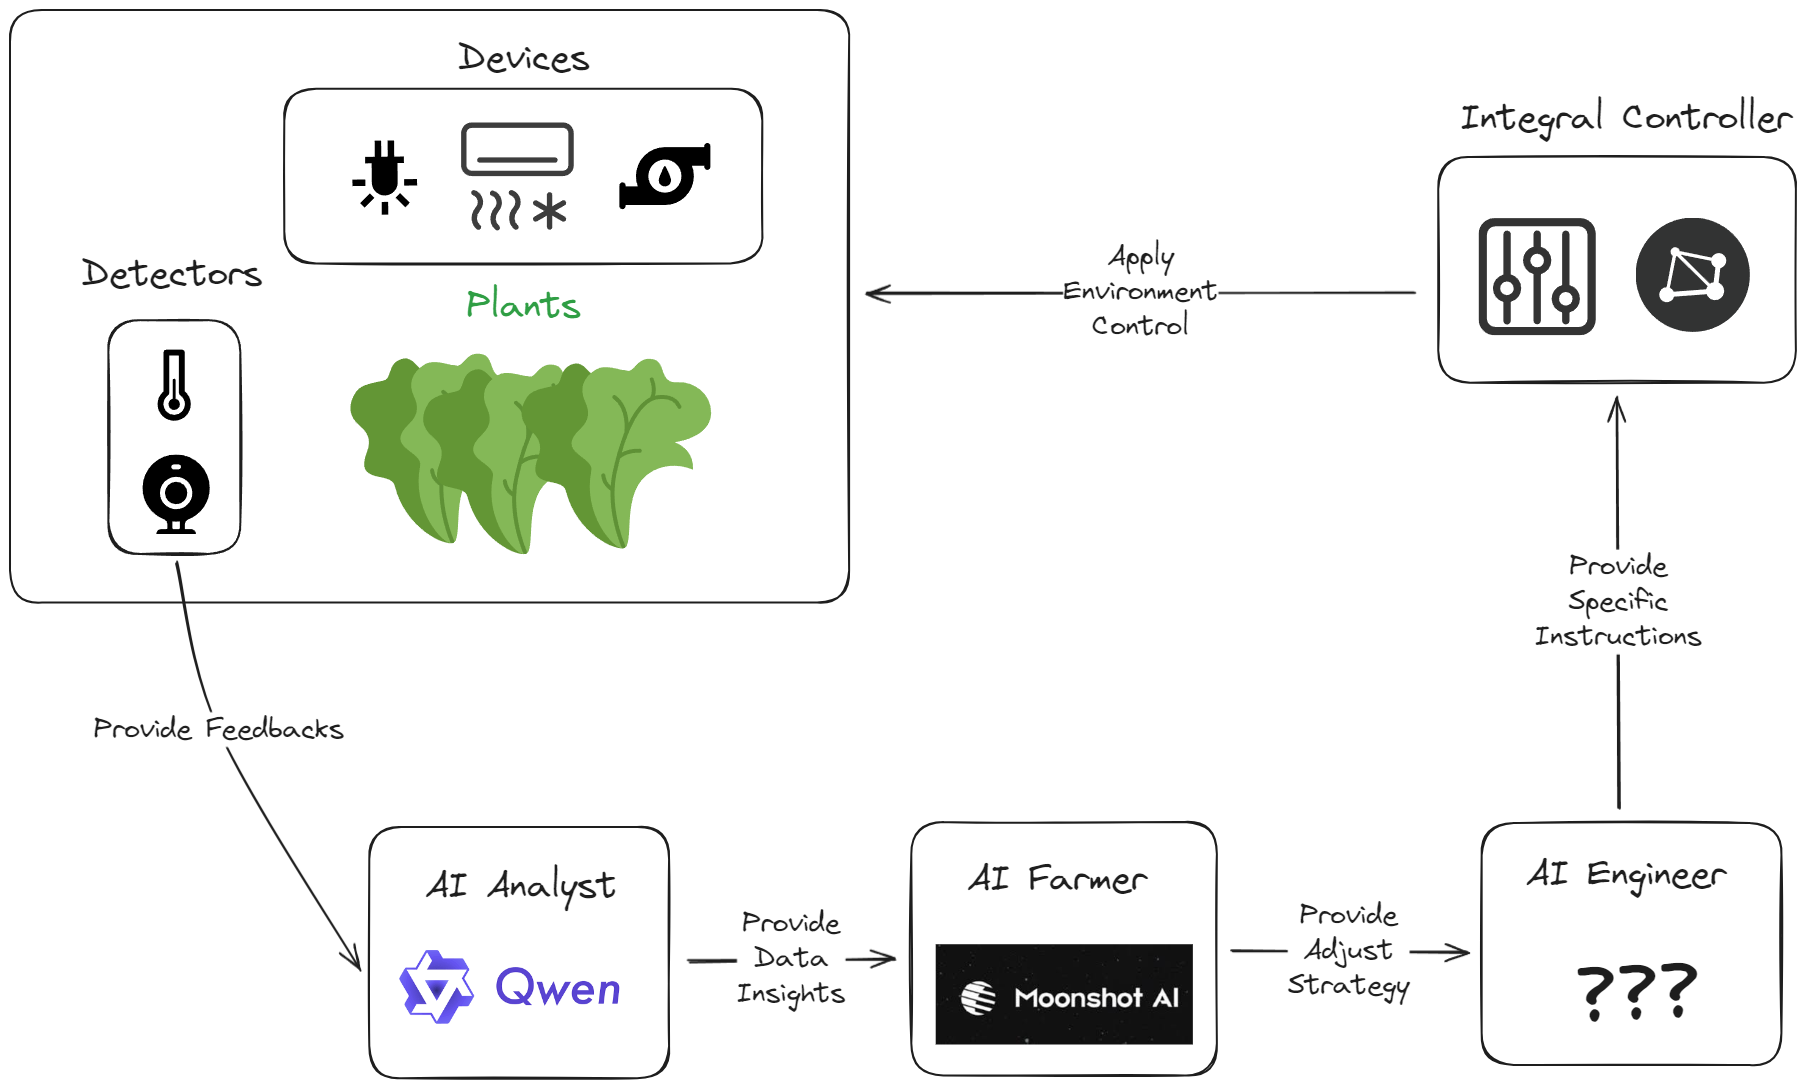 Devices
Detectors
Plants
Integral Controller
Apply
Environment
Control
Provide
Specific
Instructions
Provide Feedbacks
AI Analyst
Qwen
Provide
Data
Insights
AI Farmer
Moonshot AI
Provide
Adjust
Strategy
AI Engineer
???